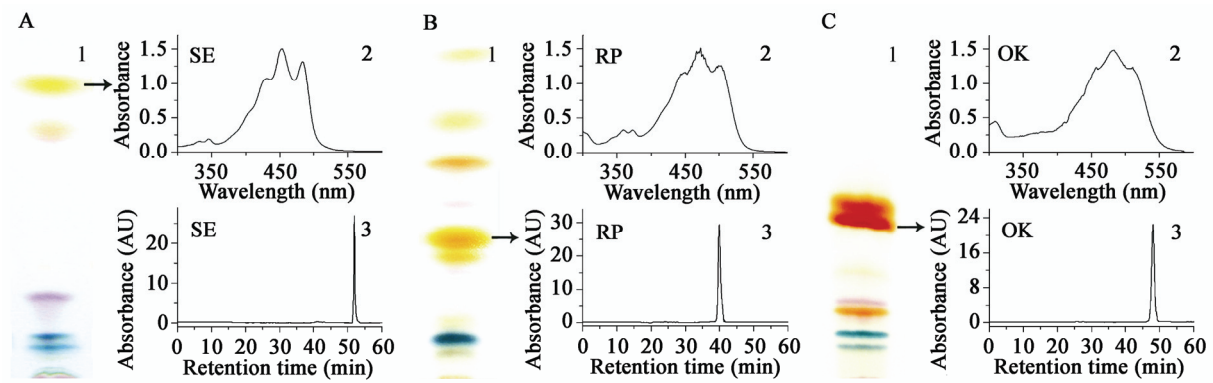 A
1
SE
2
Absorbance
1.5
1.0
0.5
0.0
350
450
550
Wavelength (nm)
SE
3
Absorbance (AU)
20
10
0
0 10 20 30 40 50 60
Retention time (min)
B
1
RP
2
Absorbance
1.5
1.0
0.5
0.0
350
450
550
Wavelength (nm)
RP
3
Absorbance (AU)
30
20
10
0
0 10 20 30 40 50 60
Retention time (min)
C
1
OK
2
Absorbance
1.5
1.0
0.5
0.0
350
450
550
Wavelength (nm)
OK
3
Absorbance (AU)
24
16
8
0
0 10 20 30 40 50 60
Retention time (min)